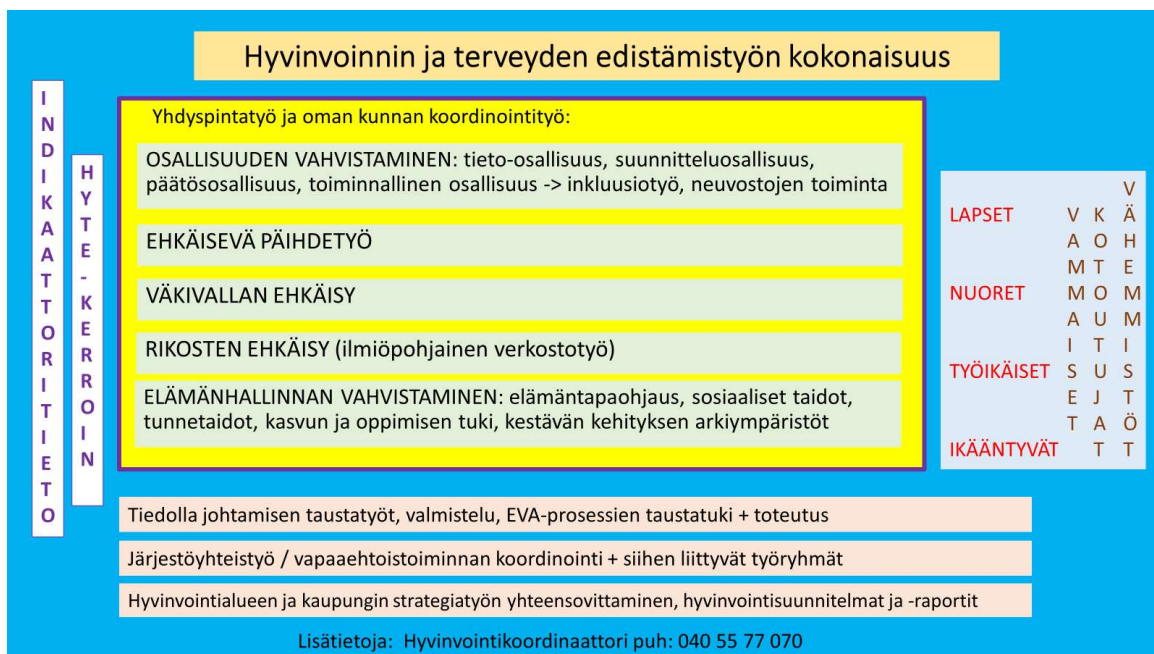 Hyvinvoinnin ja terveyden edistämistyön kokonaisuus
INDIKAATTORITIETO
HYTE-KERROIN
Yhdyspintatyö ja oman kunnan koordinointityö:
OSALLISUUDEN VAHVISTAMINEN: tieto-osallisuus, suunnitteluosallisuus,
päätösosallisuus, toiminnallinen osallisuus -> inkluusiotyö, neuvostojen toiminta
EHKÄISEVÄ PÄIHDETYÖ
VÄKIVALLAN EHKÄISY
RIKOSTEN EHKÄISY (ilmiöpohjainen verkostotyö)
ELÄMÄNHALLINNAN VAHVISTAMINEN: elämäntapaohjaus, sosiaaliset taidot,
tunnetaidot, kasvun ja oppimisen tuki, kestävän kehityksen arkiympäristöt
LAPSET
NUORET
TYÖIKÄISET
IKÄÄNTYVÄT
VAMMAISET
KOTOUTUJAT
VÄHEMMISTÖT
Tiedolla johtamisen taustatyöt, valmistelu, EVA-prosessien taustatuki + toteutus
Järjestöyhteistyö / vapaaehtoistoiminnan koordinointi + siihen liittyvät työryhmät
Hyvinvointialueen ja kaupungin strategiatyön yhteensovittaminen, hyvinvointisuunnitelmat ja -raportit
Lisätietoja: Hyvinvointikoordinaattori puh: 040 55 77 070